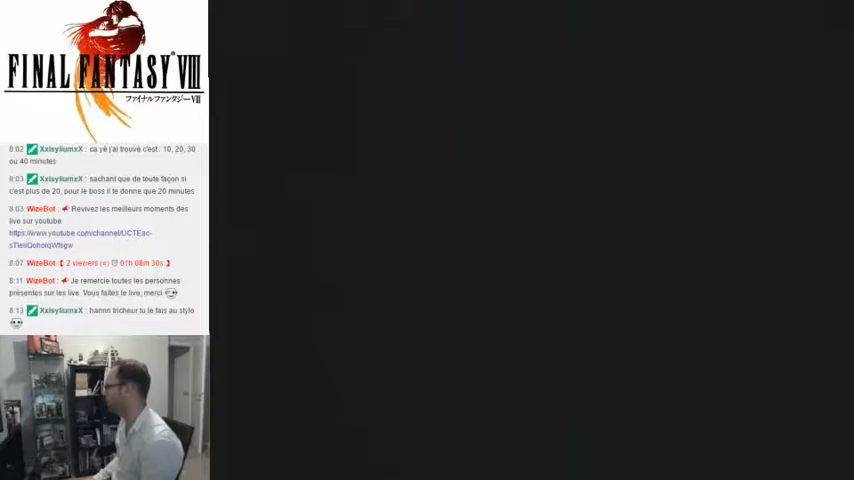 FINAL FANTASY VIII
ファイナルファンタジーVII
8:02 XxlsyliumxX : ca yé j'ai trouvé c'est. 10, 20, 30
ou 40 minutes
8:03 XxlsyliumxX : sachant que de toute façon si
c'est plus de 20, pour le boss il te donne que 20 minutes
8:03 WizeBot : Revivez les meilleurs moments des
live sur youtube
https://www.youtube.com/channel/UCTEac-
8:07 WizeBot 【 2 viewers (=) 01h 08m 30s 】
8:11 WizeBot : Je remercie toutes les personnes
présentes sur les live. Vous faites le live, merci
8:13 XxlsyliumxX : hannn tricheur tu le fais au stylo